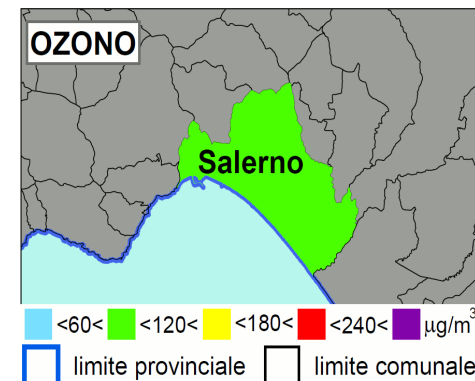 OZONO
Salerno
<60< <120< <180< <240< µg/m³
limite provinciale limite comunale